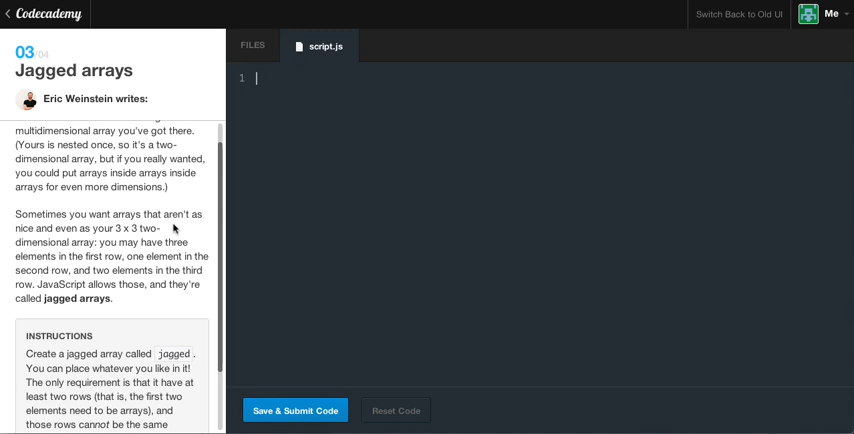 Codecademy
Switch Back to Old UI
Me
03/04
Jagged arrays
Eric Weinstein writes:
multidimensional array you've got there.
(Yours is nested once, so it's a two-
dimensional array, but if you really wanted,
you could put arrays inside arrays inside
arrays for even more dimensions.)
Sometimes you want arrays that aren't as
nice and even as your 3 x 3 two-
dimensional array: you may have three
elements in the first row, one element in the
second row, and two elements in the third
row. JavaScript allows those, and they're
called jagged arrays.
INSTRUCTIONS
Create a jagged array called jagged.
You can place whatever you like in it!
The only requirement is that it have at
least two rows (that is, the first two
elements need to be arrays), and
those rows cannot be the same
FILES
script.js
1
Save & Submit Code
Reset Code